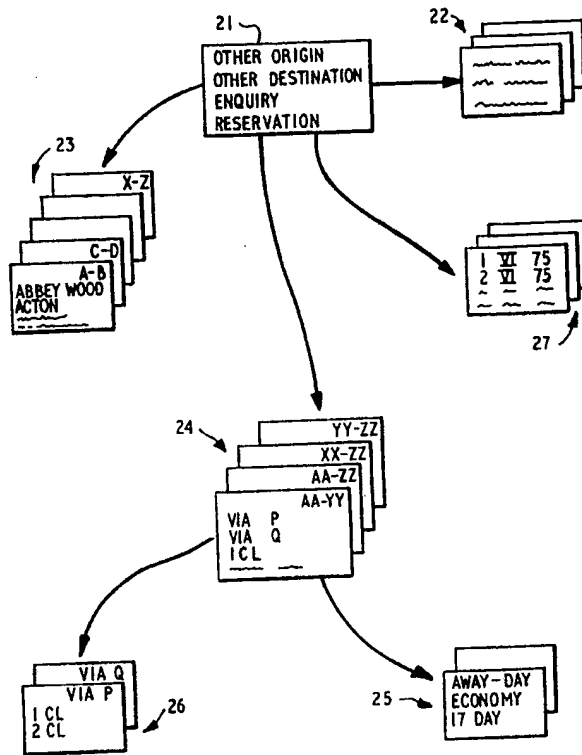 21
OTHER ORIGIN
OTHER DESTINATION
ENQUIRY
RESERVATION
22
23
X-Z
C-D
A-B
ABBEY WOOD
ACTON
1 VI 75
2 VI 75
27
24
YY-ZZ
XX-ZZ
AA-ZZ
AA-YY
VIA P
VIA Q
1 CL
VIA Q
VIA P
1 CL
2 CL
26
25
AWAY-DAY
ECONOMY
17 DAY